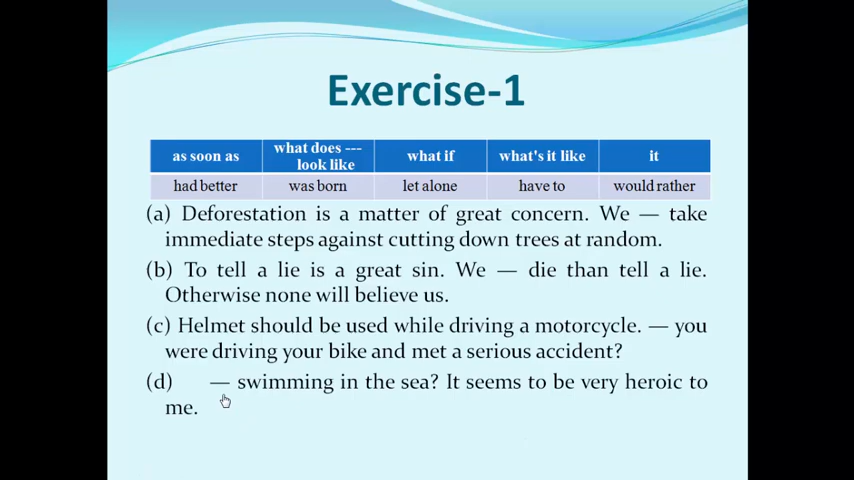 Exercise-1
as soon as what does --- look like what if what's it like it
had better was born let alone have to would rather
(a) Deforestation is a matter of great concern. We — take
immediate steps against cutting down trees at random.
(b) To tell a lie is a great sin. We — die than tell a lie.
Otherwise none will believe us.
(c) Helmet should be used while driving a motorcycle. — you
were driving your bike and met a serious accident?
(d) — swimming in the sea? It seems to be very heroic to
me.